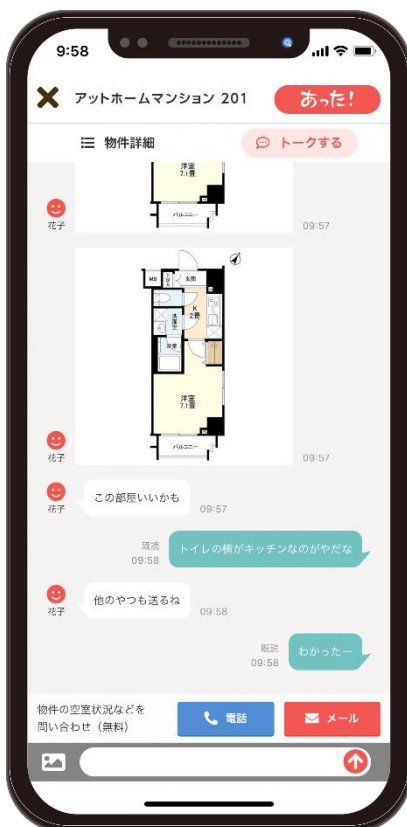 9:58
アットホームマンション 201
あった!
物件詳細
トークする
洋室
7.1畳
バルコニー
花子
09:57
MB
玄関
K
2畳
洗面室
浴室
洋室
7.1畳
バルコニー
花子
09:57
この部屋いいかも
花子
09:57
既読
09:58
トイレの横がキッチンなのがやだな
他のやつも送るね
花子
09:58
既読
09:58
わかったー
物件の空室状況などを
問い合わせ(無料)
電話
メール